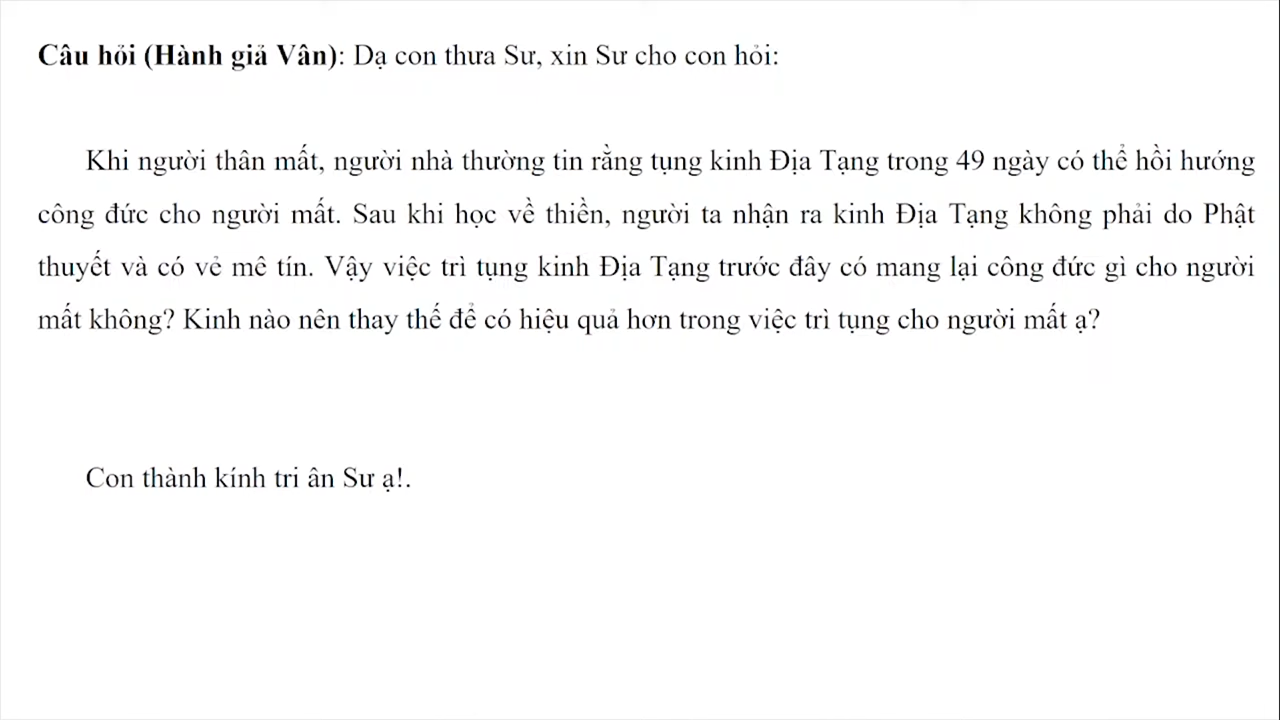 Câu hỏi (Hành giả Vân): Dạ con thưa Sư, xin Sư cho con hỏi:
Khi người thân mất, người nhà thường tin rằng tụng kinh Địa Tạng trong 49 ngày có thể hồi hướng
công đức cho người mất. Sau khi học về thiền, người ta nhận ra kinh Địa Tạng không phải do Phật
thuyết và có vẻ mê tín. Vậy việc trì tụng kinh Địa Tạng trước đây có mang lại công đức gì cho người
mất không? Kinh nào nên thay thế để có hiệu quả hơn trong việc trì tụng cho người mất ạ?
Con thành kính tri ân Sư ạ!.